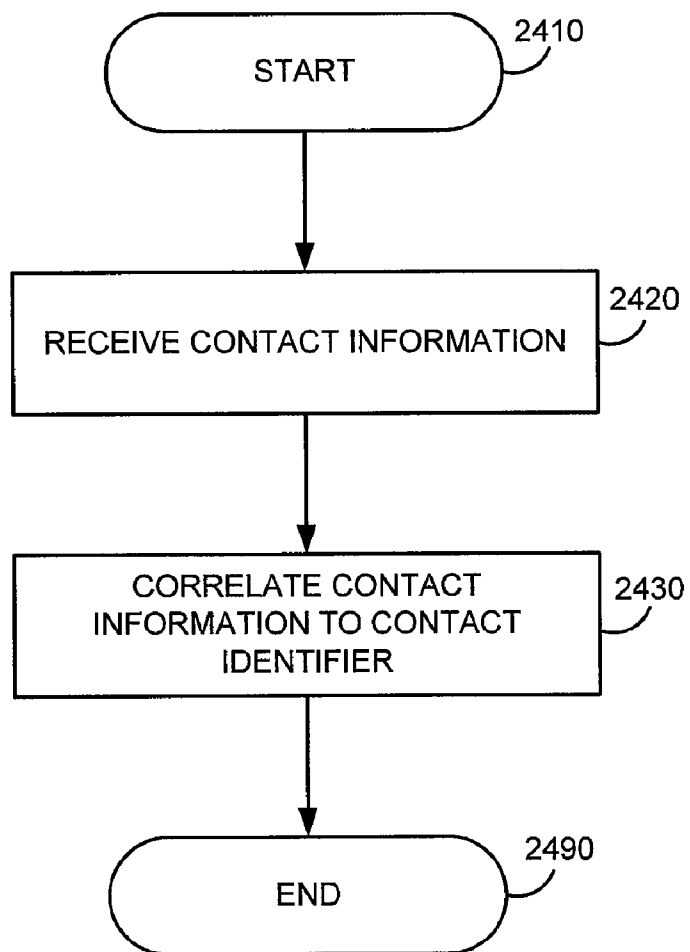 2410
START
2420
RECEIVE CONTACT INFORMATION
2430
CORRELATE CONTACT
INFORMATION TO CONTACT
IDENTIFIER
2490
END